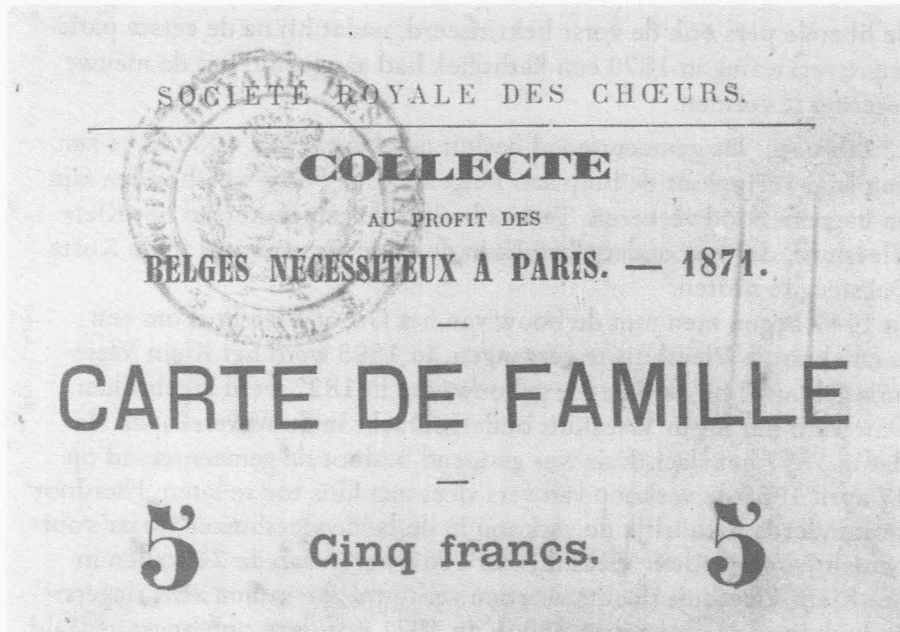 SOCIÉTÉ ROYALE DES CHŒURS.
COLLECTE
AU PROFIT DES
BELGES NÉCESSITEUX A PARIS. — 1871.
CARTE DE FAMILLE
5 Cinq francs. 5